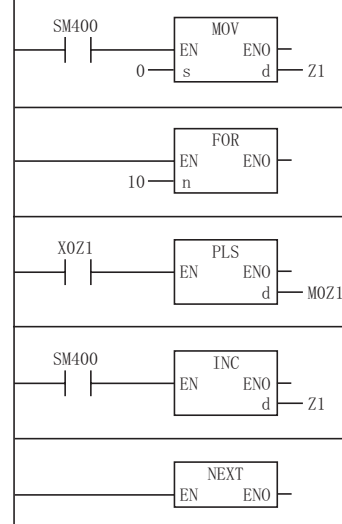 SM400
MOV
EN ENO
0 s d Z1
FOR
EN ENO
10 n
X0Z1
PLS
EN ENO
d M0Z1
SM400
INC
EN ENO
d Z1
NEXT
EN ENO